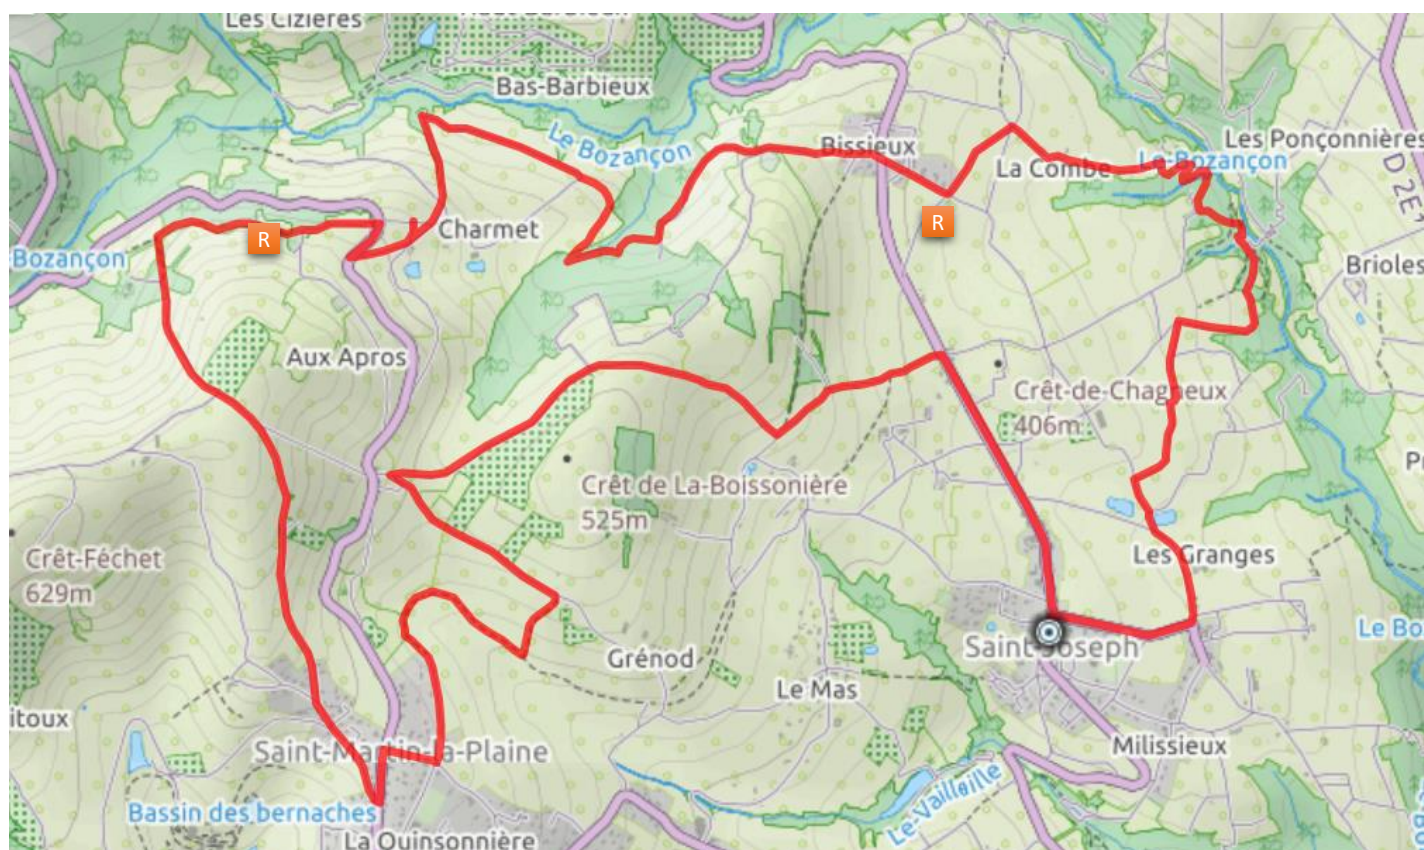 Les Cizières
Bas-Barbieux
Le Bozançon
Bissieux
La Combe
Le Bozançon
Les Ponçonnières
D 2E
R
Charmet
R
Bozançon
Brioles
Aux Apros
Crêt-de-Chagneux
406m
Crêt de La-Boissonière
525m
Crêt-Féchet
629m
Les Granges
Le Bo
Saint-Joseph
Grénod
Le Mas
itoux
Saint-Martin-la-Plaine
Milissieux
Le-Vailloille
Bassin des bernaches
La Quinsonnière